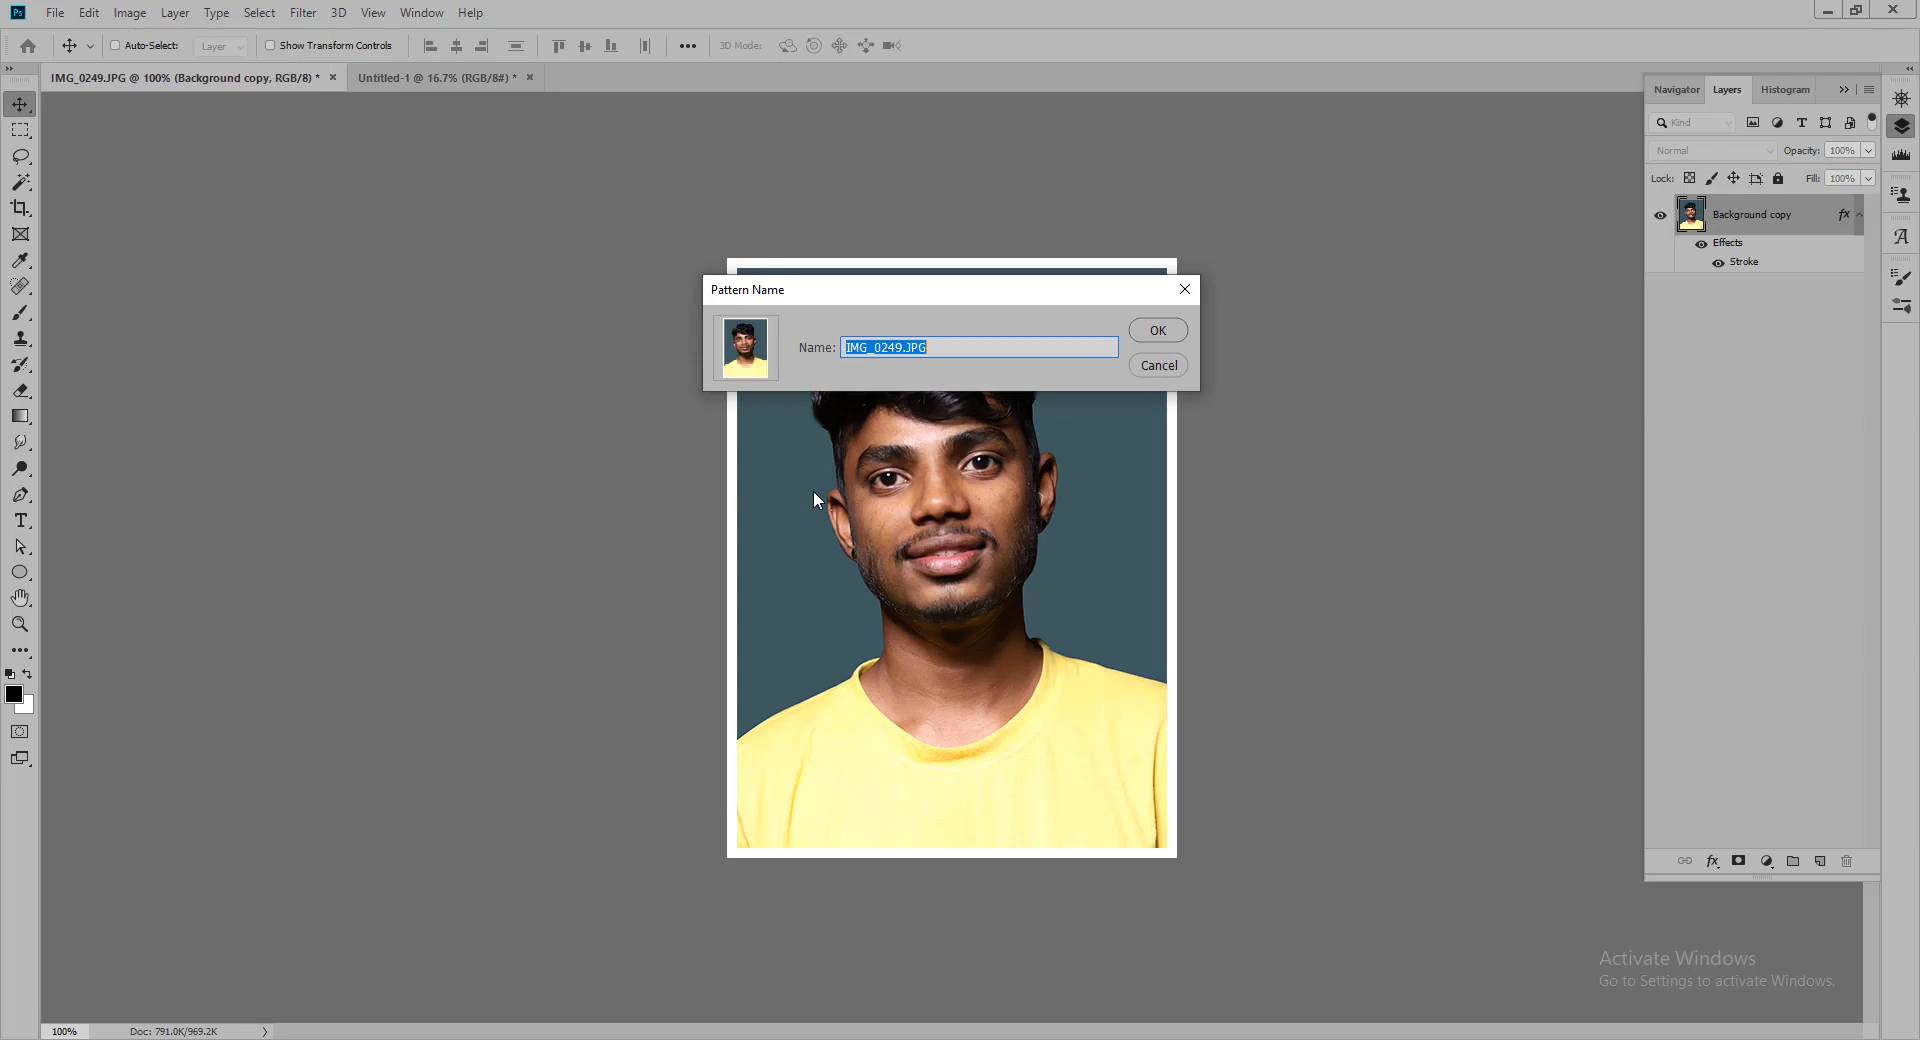 Ps File Edit Image Layer Type Select Filter 3D View Window Help
Auto-Select: Layer Show Transform Controls 3D Mode:
IMG_0249.JPG @ 100% (Background copy, RGB/8) * Untitled-1 @ 16.7% (RGB/8#) *
Navigator Layers Histogram
Kind
Normal Opacity: 100%
Lock: Fill: 100%
Background copy fx
Effects
Stroke
Pattern Name
Name: IMG_0249.JPG
OK
Cancel
fx
Activate Windows
Go to Settings to activate Windows.
100% Doc: 791.0K/969.2K